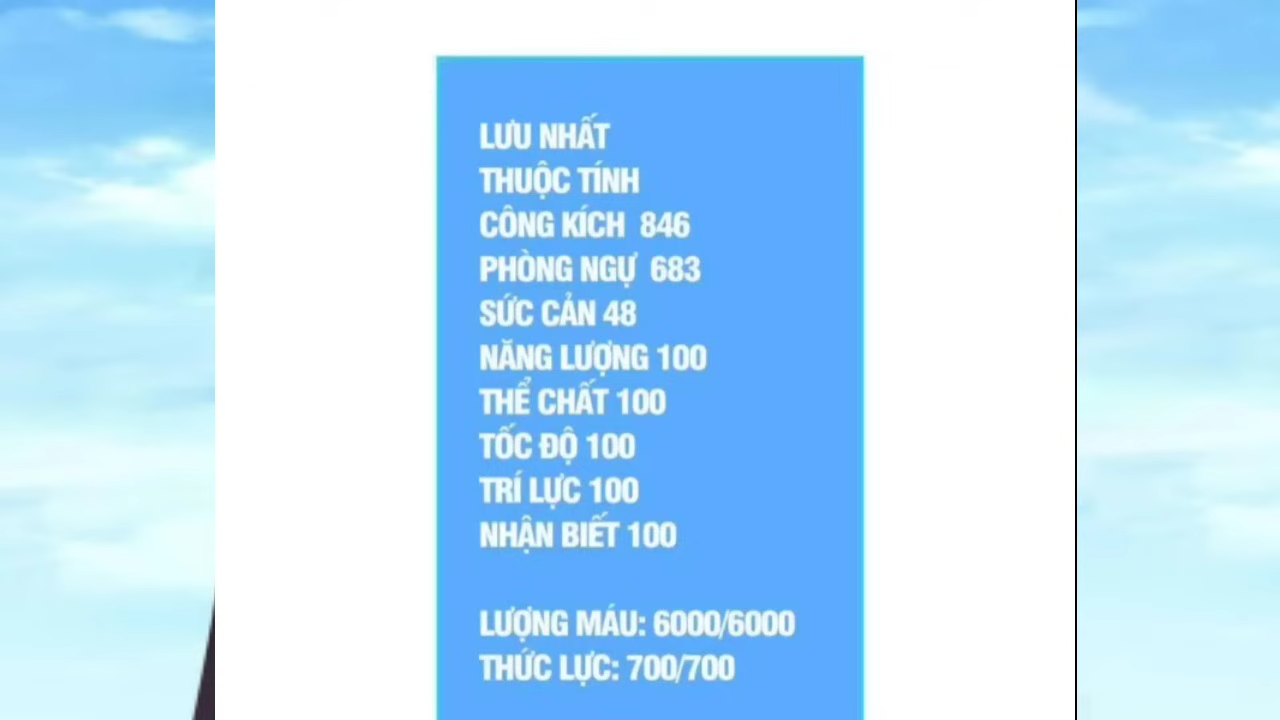 LƯU NHẤT
THUỘC TÍNH
CÔNG KÍCH 846
PHÒNG NGỰ 683
SỨC CẢN 48
NĂNG LƯỢNG 100
THỂ CHẤT 100
TỐC ĐỘ 100
TRÍ LỰC 100
NHẬN BIẾT 100
LƯỢNG MÁU: 6000/6000
THỨC LỰC: 700/700